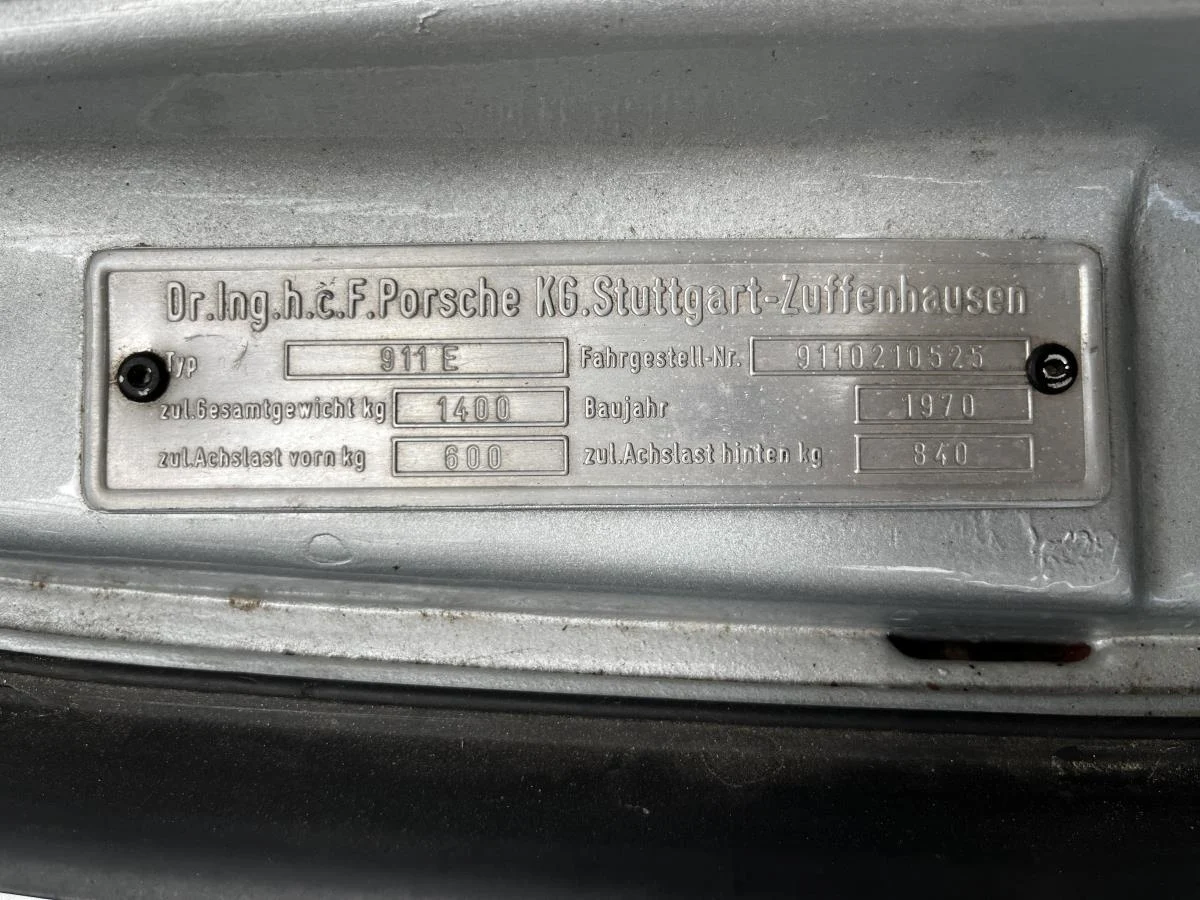 Dr.Ing.h.c.F.Porsche KG.Stuttgart-Zuffenhausen
Typ 911 E Fahrgestell-Nr. 9110210525
zul.Gesamtgewicht kg 1400 Baujahr 1970
zul.Achslast vorn kg 600 zul.Achslast hinten kg 840